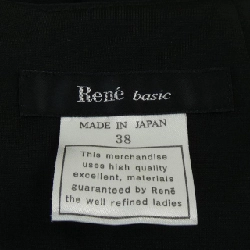 René basic
MADE IN JAPAN
38
This merchandise
uses high quality
excellent, materials
guaranteed by René
the well refined ladies